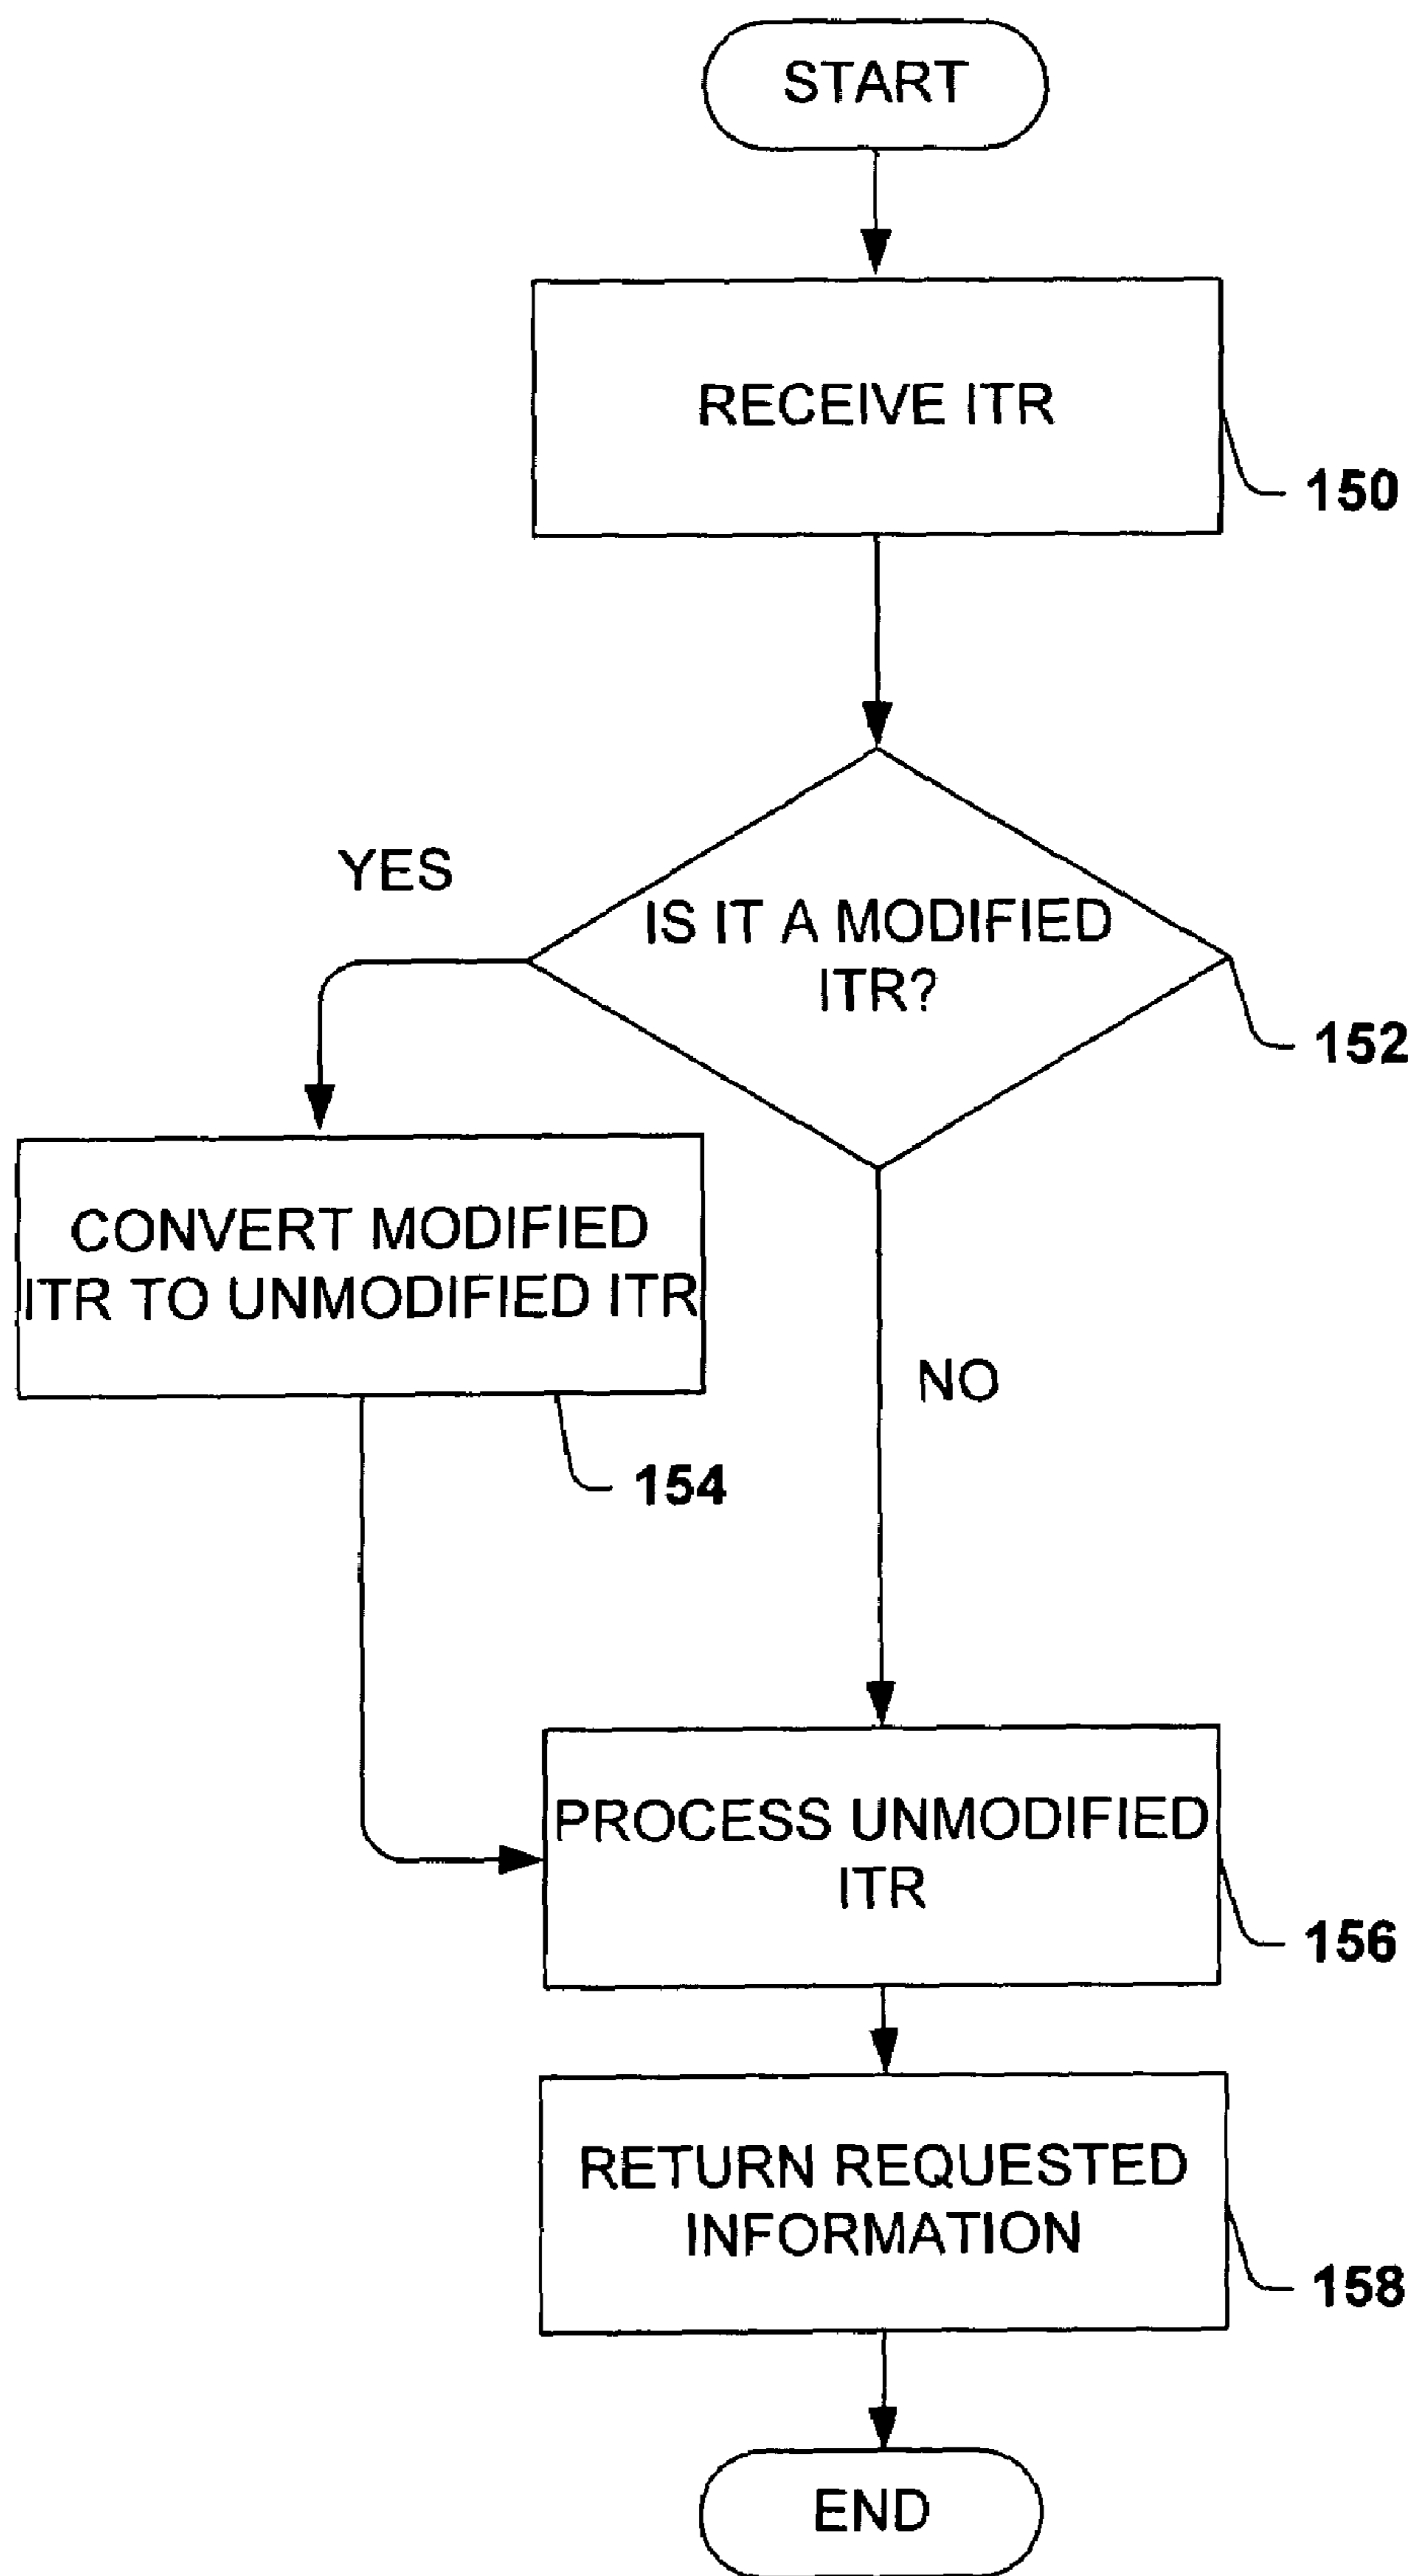 START
RECEIVE ITR
150
YES
IS IT A MODIFIED
ITR?
152
CONVERT MODIFIED
ITR TO UNMODIFIED ITR
154
NO
PROCESS UNMODIFIED
ITR
156
RETURN REQUESTED
INFORMATION
158
END